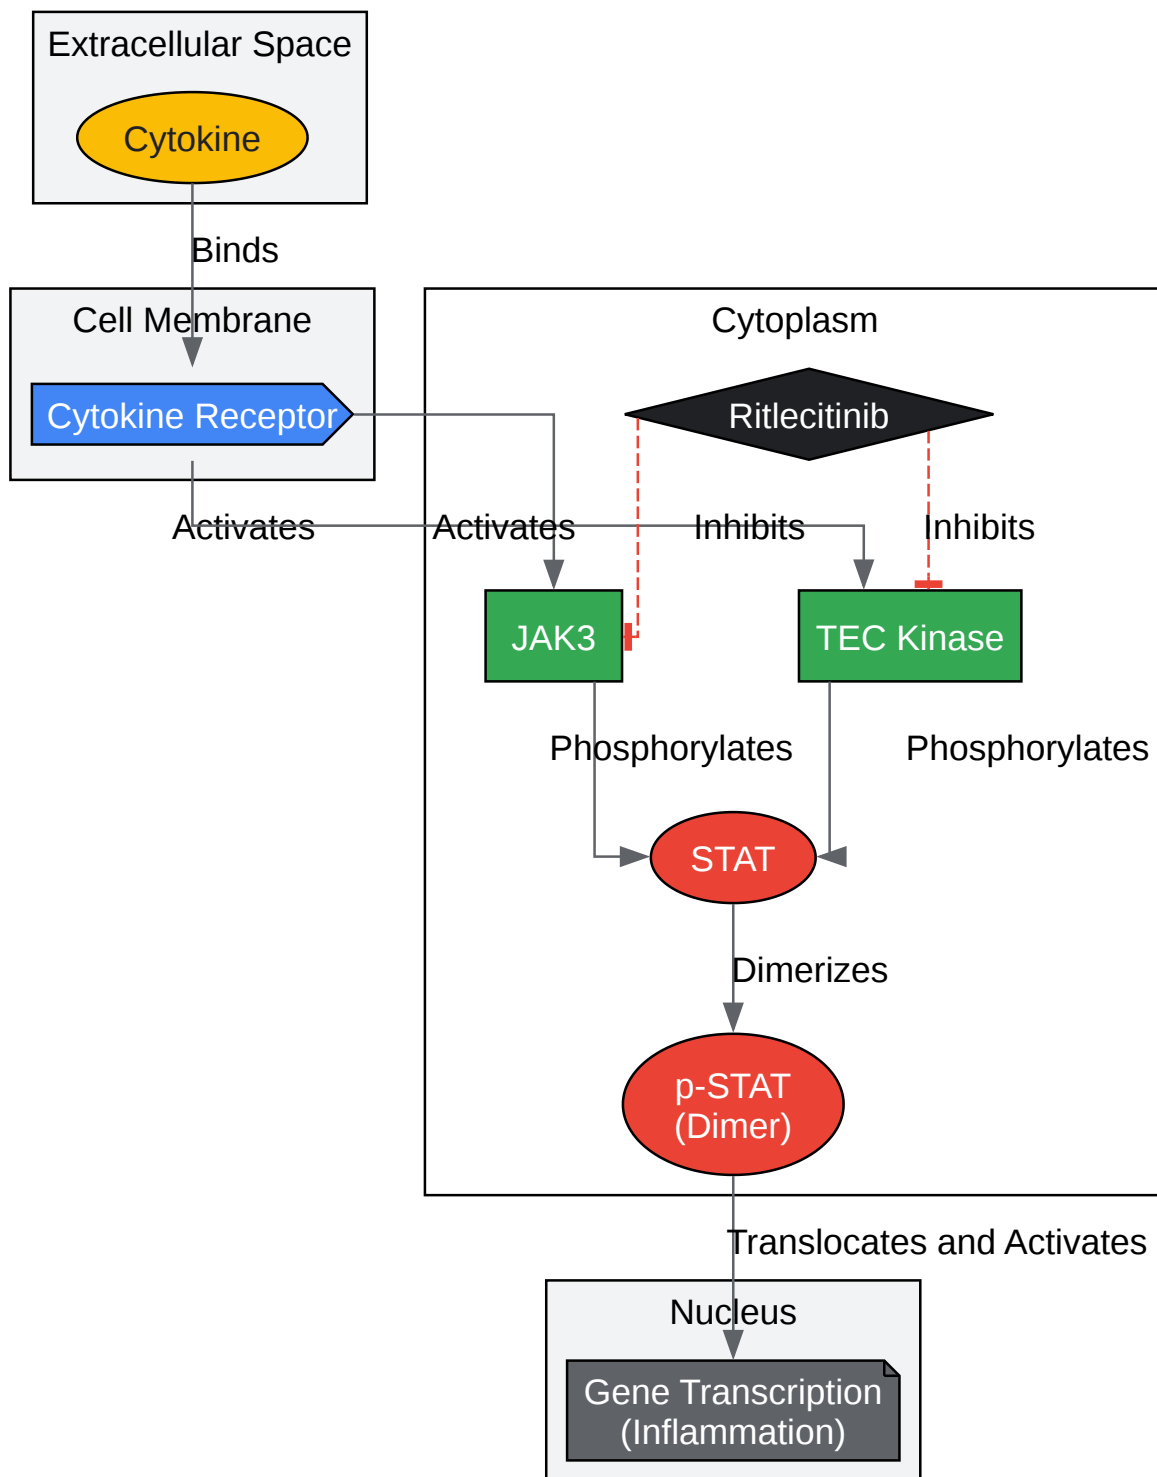 Extracellular Space
Cytokine
Binds
Cell Membrane
Cytoplasm
Cytokine Receptor
Ritlecitinib
Activates
Activates
Inhibits
Inhibits
JAK3
TEC Kinase
Phosphorylates
Phosphorylates
STAT
Dimerizes
p-STAT
(Dimer)
Translocates and Activates
Nucleus
Gene Transcription
(Inflammation)